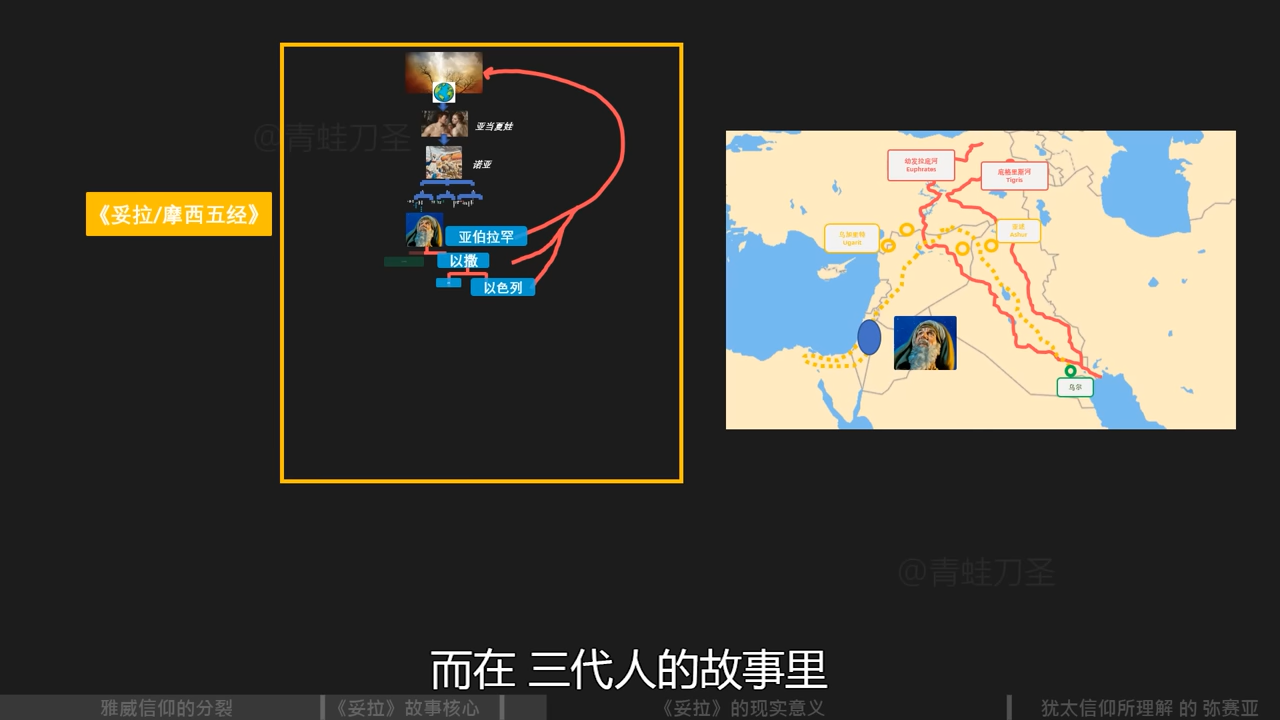 @青蛙刀圣
《妥拉/摩西五经》
亚当夏娃
诺亚
亚伯拉罕
以撒
以色列
幼发拉底河
Euphrates
底格里斯河
Tigris
乌加里特
Ugarit
亚述
Ashur
乌尔
@青蛙刀圣
而在 三代人的故事里
雅威信仰的分裂
《妥拉》故事核心
《妥拉》的现实意义
犹太信仰所理解 的 弥赛亚